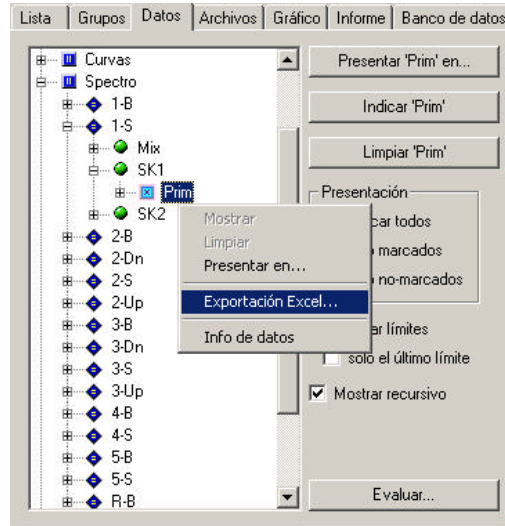 Lista Grupos Datos Archivos Gráfico Informe Banco de datos
Curvas
Spectro
1-B
1-S
Mix
SK1
Prim
SK2
2-B
2-Dn
2-S
2-Up
3-B
3-Dn
3-S
3-Up
4-B
4-S
5-B
5-S
R-B
Mostrar
Limpiar
Presentar en...
Exportación Excel...
Info de datos
Presentar 'Prim' en...
Indicar 'Prim'
Limpiar 'Prim'
Presentación
car todos
marcados
no-marcados
ar límites
solo el último límite
Mostrar recursivo
Evaluar...